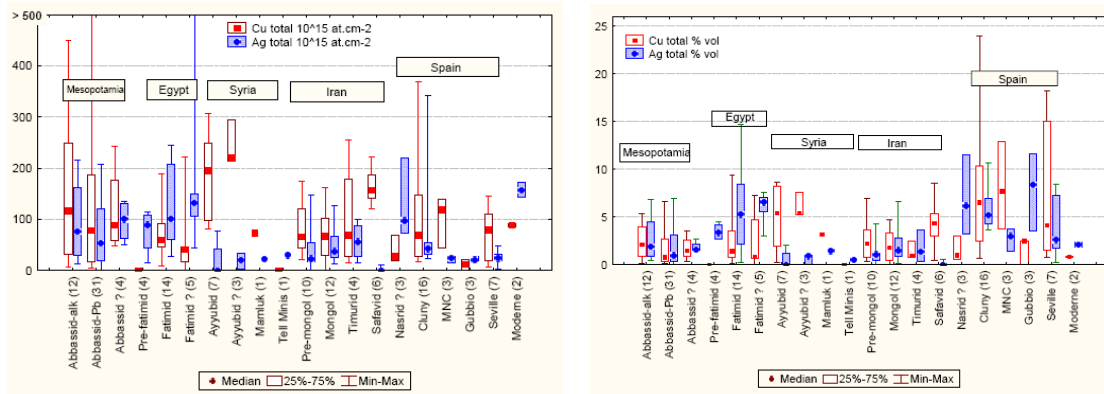 > 500
400
300
200
100
0
Cu total 10^15 at.cm-2
Ag total 10^15 at.cm-2
Mesopotamia
Egypt
Syria
Iran
Spain
Abbassid-alk (12)
Abbassid-Pb (31)
Abbassid ? (4)
Pre-fatimid (4)
Fatimid (14)
Fatimid ? (5)
Ayyubid (7)
Ayyubid ? (3)
Mamluk (1)
Tell Minis (1)
Pre-mongol (10)
Mongol (12)
Timurid (4)
Safavid (6)
Nasrid ? (3)
Cluny (16)
MNC (3)
Gubbio (3)
Seville (7)
Moderne (2)
Median
25%-75%
Min-Max
25
20
15
10
5
0
Cu total % vol
Ag total % vol
Mesopotamia
Egypt
Syria
Iran
Spain
Abbassid-alk (12)
Abbasid-Pb (31)
Abbassid ? (4)
Pre-fatimid (4)
Fatimid (14)
Fatimid ? (5)
Ayyubid (7)
Ayyubid ? (3)
Mamluk (1)
Tell Minis (1)
Pre-mongol (10)
Mongol (12)
Timurid (4)
Safavid (6)
Nasrid ? (3)
Cluny (16)
MNC (3)
Gubbio (3)
Seville (7)
Moderne (2)
Median
25%-75%
Min-Max